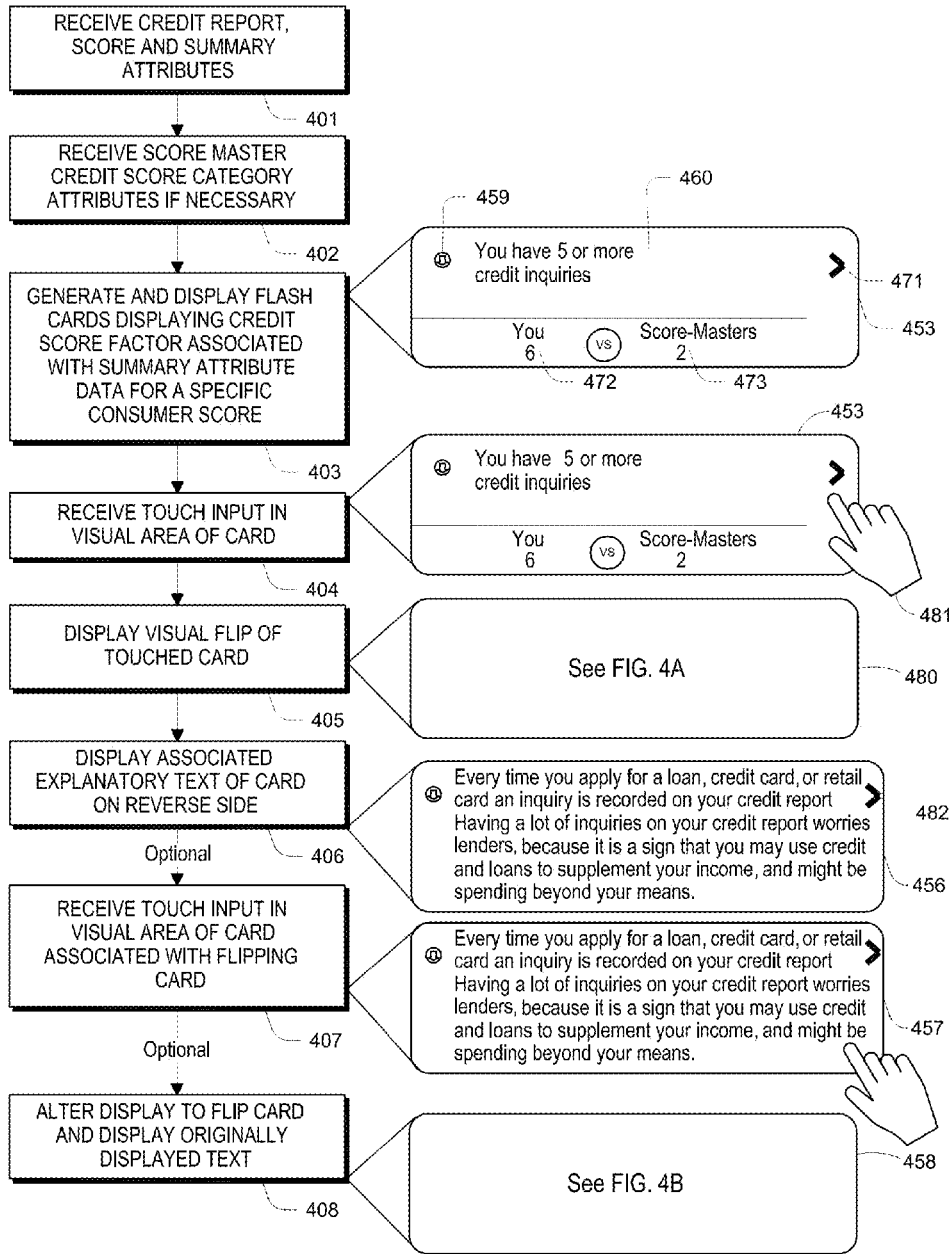 RECEIVE CREDIT REPORT,
SCORE AND SUMMARY
ATTRIBUTES
401
RECEIVE SCORE MASTER
CREDIT SCORE CATEGORY
ATTRIBUTES IF NECESSARY
402
459
460
You have 5 or more
credit inquiries
471
453
You
6
VS
Score-Masters
2
472
473
GENERATE AND DISPLAY FLASH
CARDS DISPLAYING CREDIT
SCORE FACTOR ASSOCIATED
WITH SUMMARY ATTRIBUTE
DATA FOR A SPECIFIC
CONSUMER SCORE
403
453
You have 5 or more
credit inquiries
You
6
VS
Score-Masters
2
481
RECEIVE TOUCH INPUT IN
VISUAL AREA OF CARD
404
DISPLAY VISUAL FLIP OF
TOUCHED CARD
405
See FIG. 4A
480
DISPLAY ASSOCIATED
EXPLANATORY TEXT OF CARD
ON REVERSE SIDE
406
Every time you apply for a loan, credit card, or retail
card an inquiry is recorded on your credit report
Having a lot of inquiries on your credit report worries
lenders, because it is a sign that you may use credit
and loans to supplement your income, and might be
spending beyond your means.
482
456
Optional
RECEIVE TOUCH INPUT IN
VISUAL AREA OF CARD
ASSOCIATED WITH FLIPPING
CARD
407
Every time you apply for a loan, credit card, or retail
card an inquiry is recorded on your credit report
Having a lot of inquiries on your credit report worries
lenders, because it is a sign that you may use credit
and loans to supplement your income, and might be
spending beyond your means.
457
Optional
ALTER DISPLAY TO FLIP CARD
AND DISPLAY ORIGINALLY
DISPLAYED TEXT
408
See FIG. 4B
458